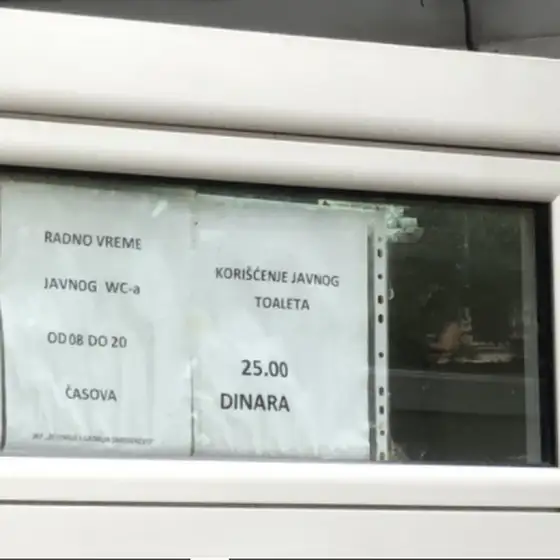 RADNO VREME
JAVNOG WC-a
OD 08 DO 20
ČASOVA
KORIŠĆENJE JAVNOG
TOALETA
25.00
DINARA